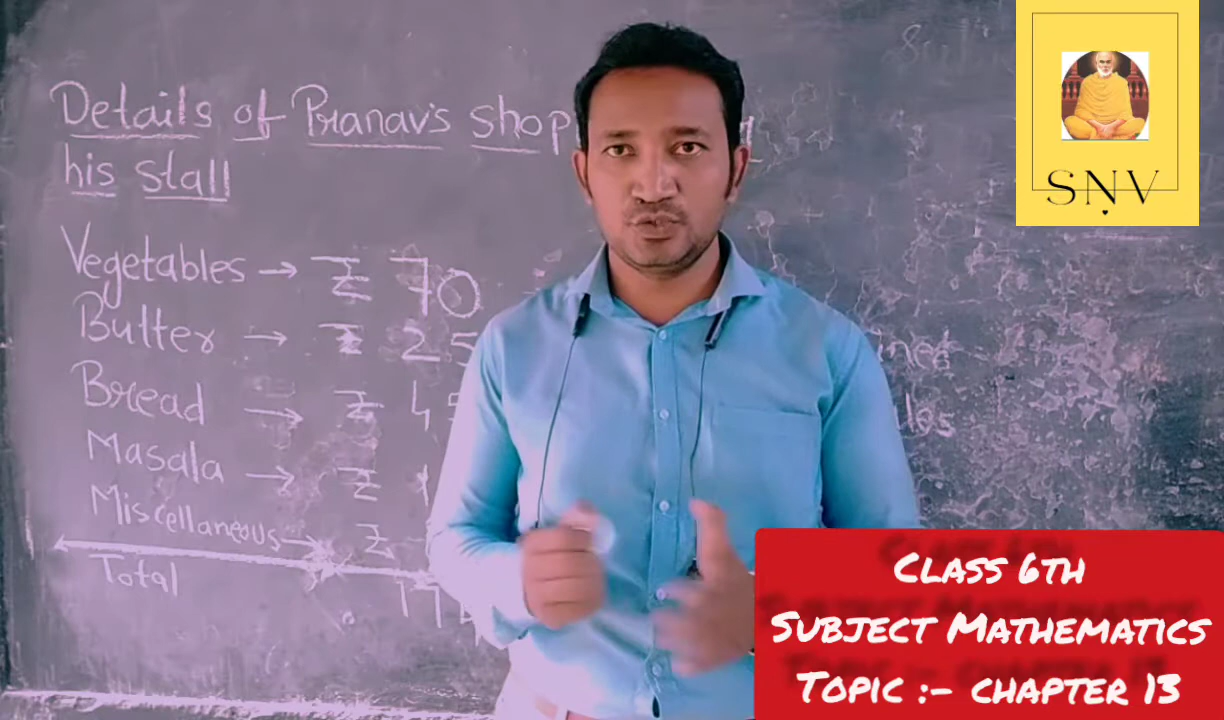 Details of Pranav's shop
his stall
Vegetables → ₹ 70
Butter → ₹ 25
Bread → ₹
Masala → ₹
Miscellaneous → ₹
Total
SNV
CLASS 6TH
SUBJECT MATHEMATICS
TOPIC :- CHAPTER 13